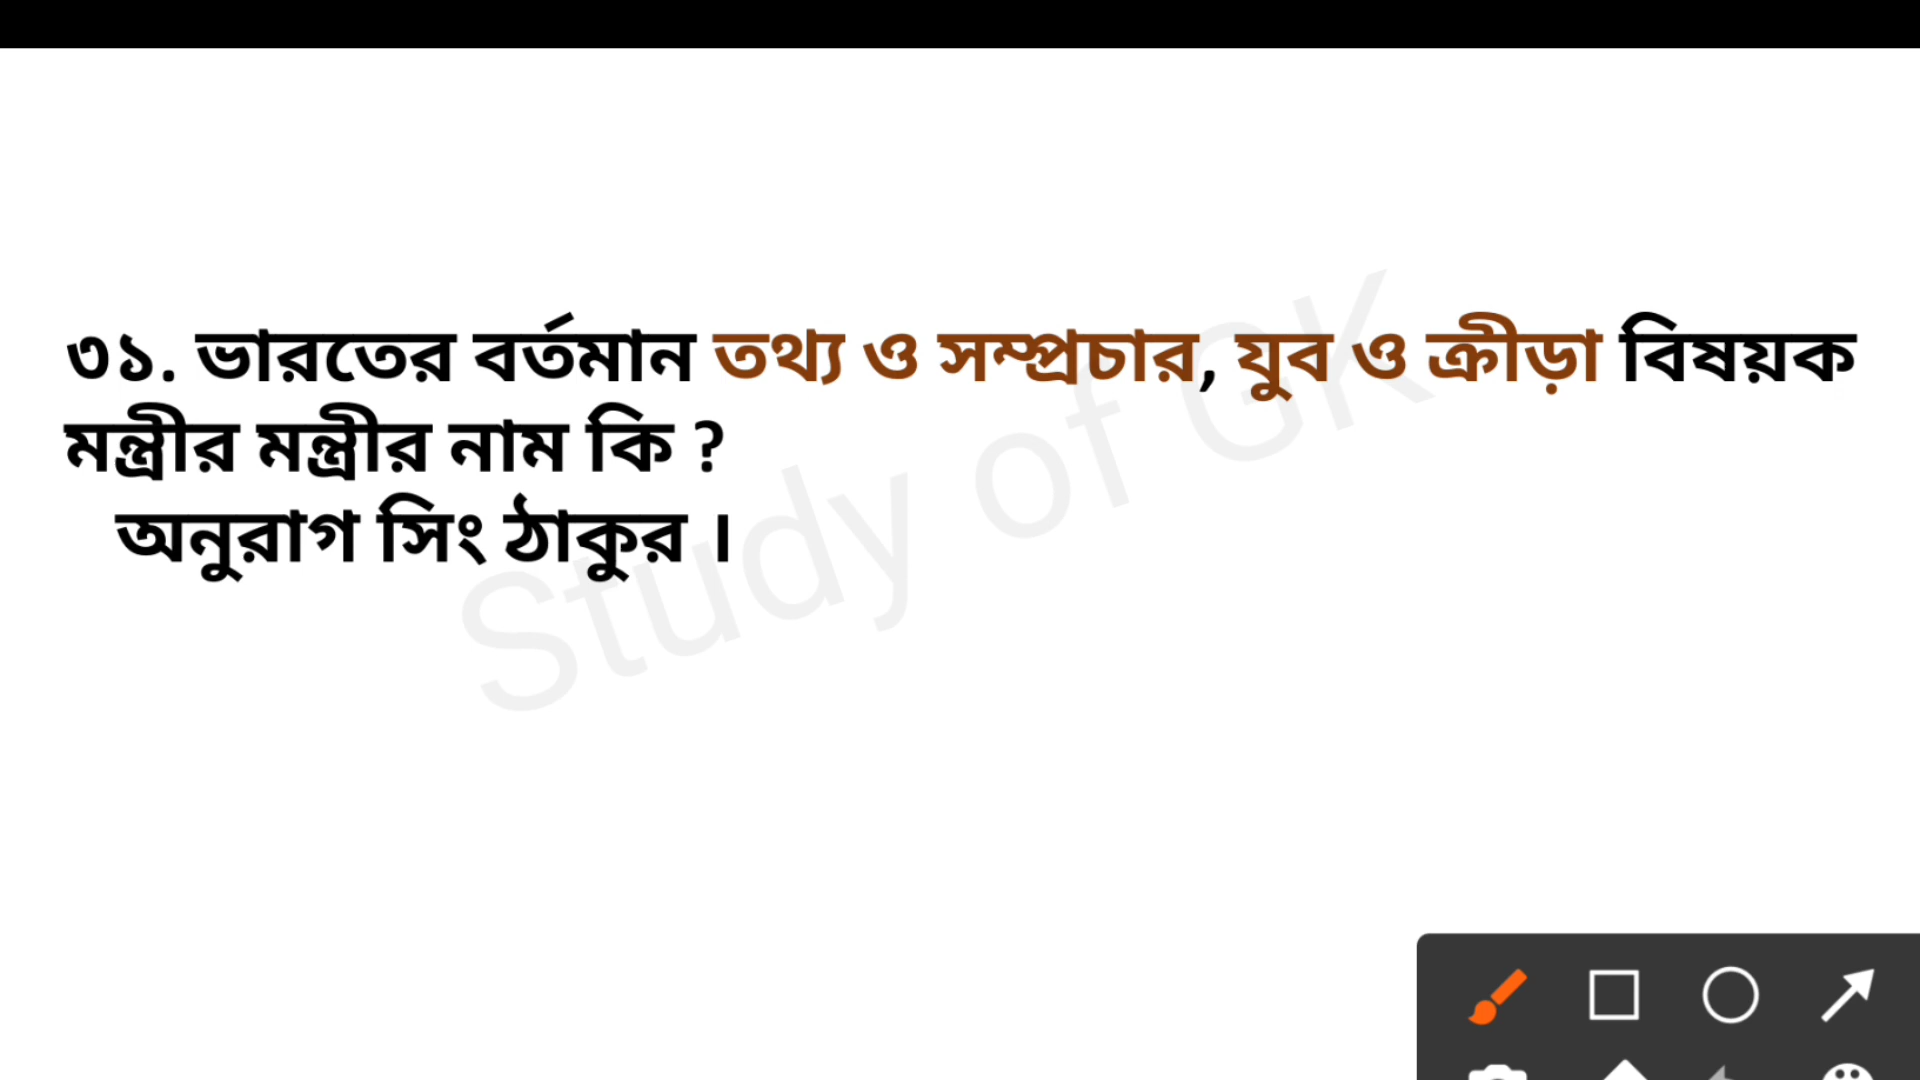 ৩১. ভারতের বর্তমান তথ্য ও সম্প্রচার, যুব ও ক্রীড়া বিষয়ক
মন্ত্রীর মন্ত্রীর নাম কি ?
অনুরাগ সিং ঠাকুর ।
Study of GK